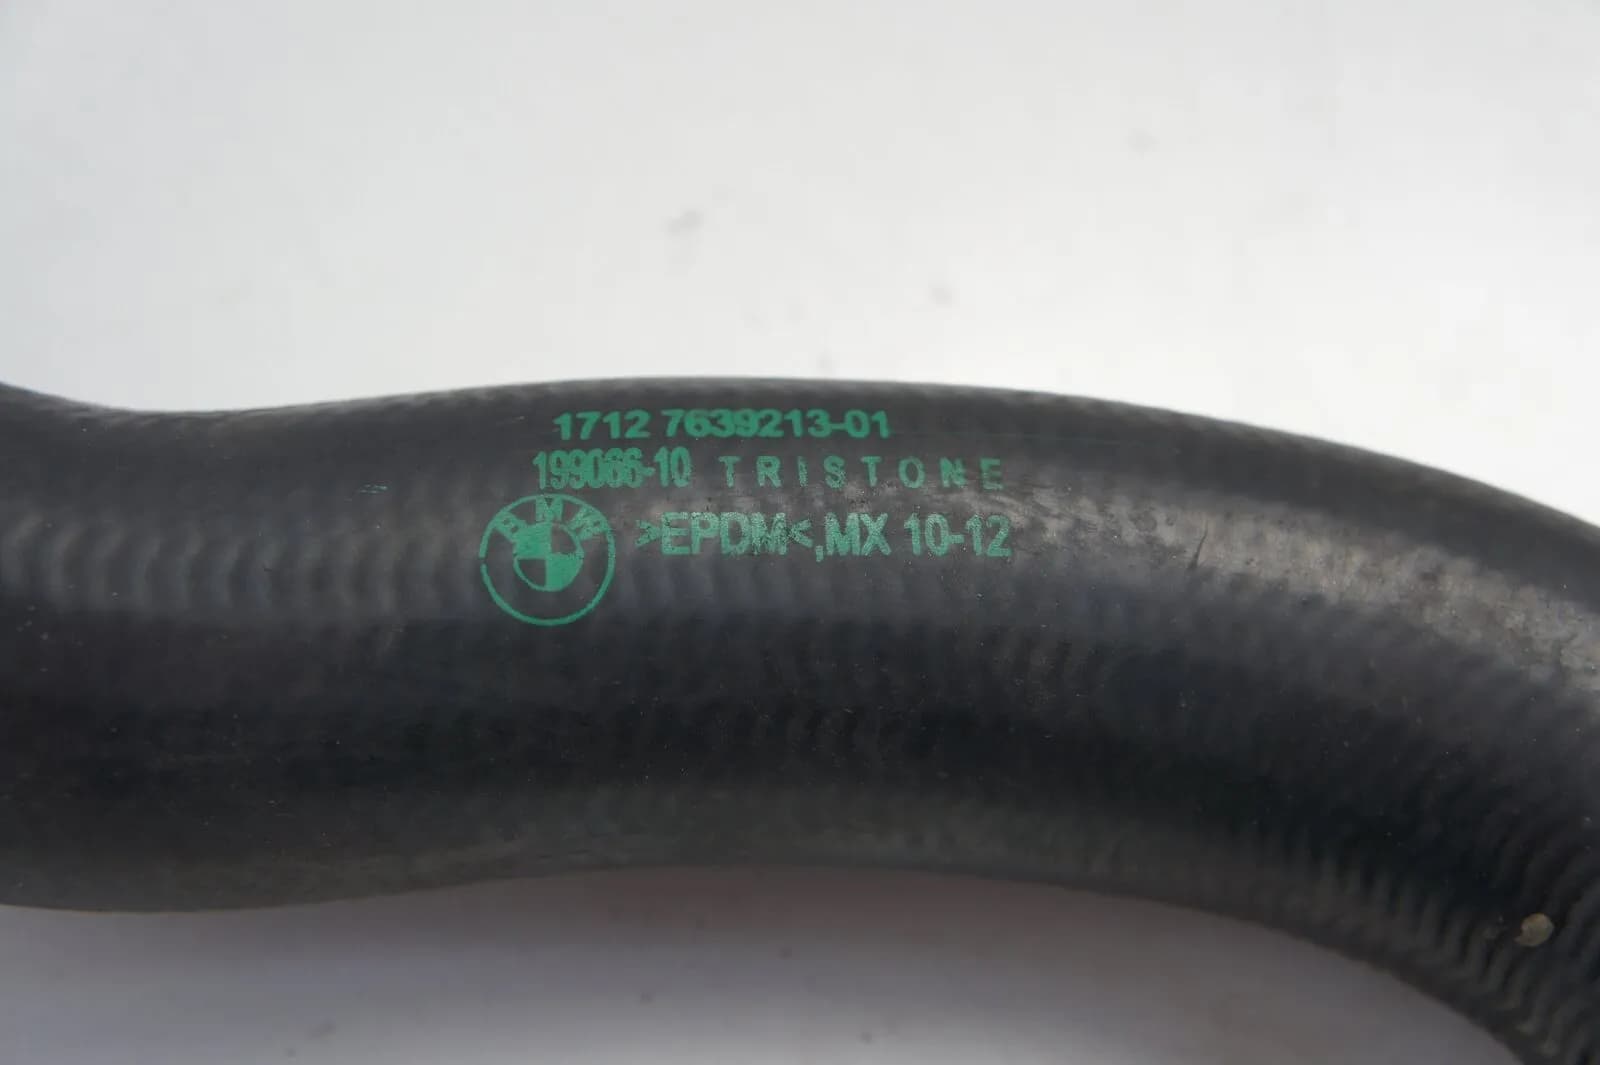 1712 7639213-01
199066-10 TRISTONE
BMW
>EPDM<,MX 10-12